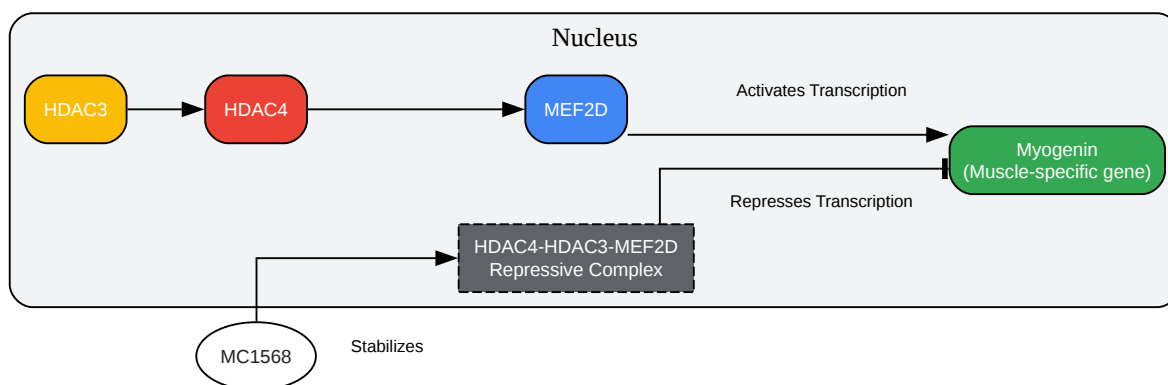 Nucleus
HDAC3
HDAC4
MEF2D
Activates Transcription
Myogenin
(Muscle-specific gene)
Represses Transcription
HDAC4-HDAC3-MEF2D
Repressive Complex
MC1568
Stabilizes